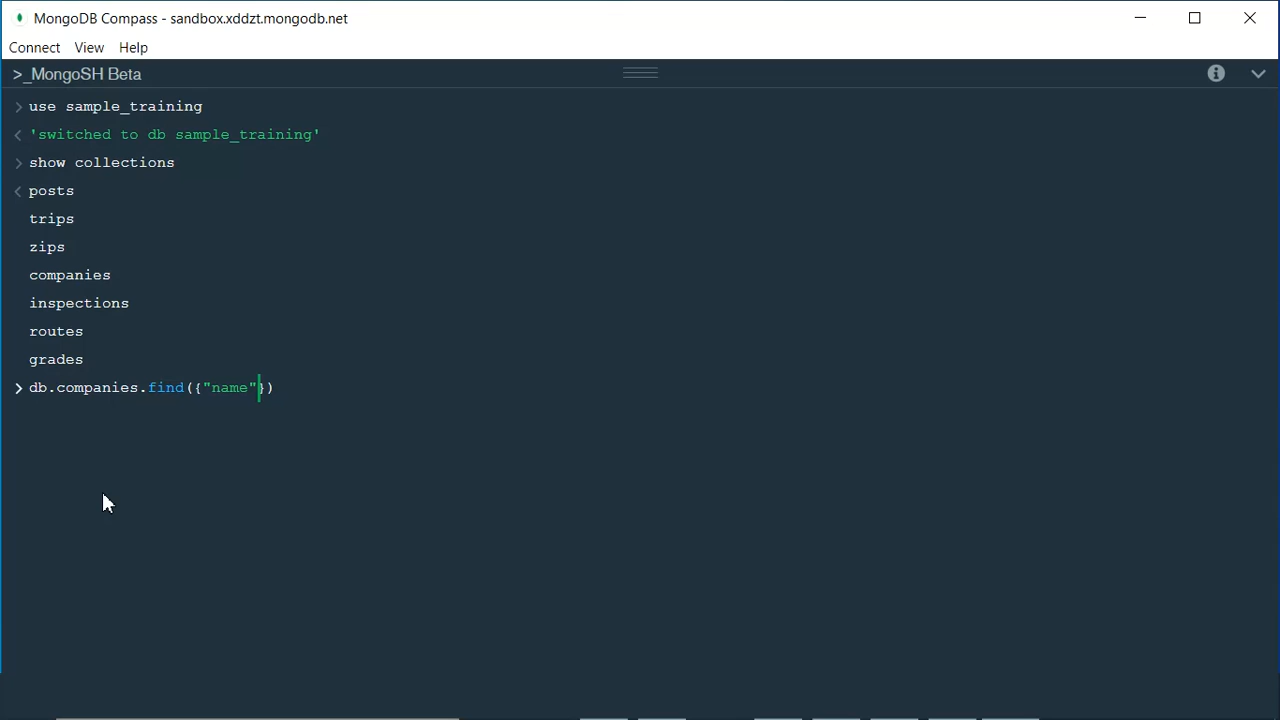 MongoDB Compass - sandbox.xddzt.mongodb.net
Connect View Help
>_MongoSH Beta
> use sample_training
< 'switched to db sample_training'
> show collections
< posts
trips
zips
companies
inspections
routes
grades
> db.companies.find({"name"})